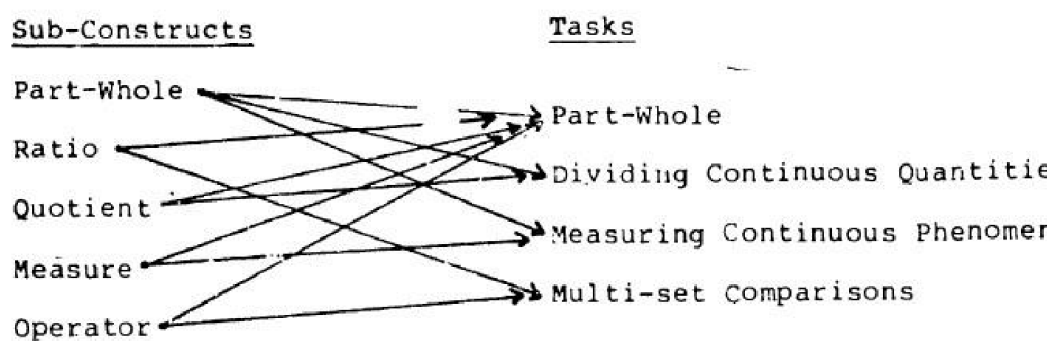 Sub-Constructs Tasks
Part-Whole
Part-Whole
Ratio
Dividing Continuous Quantitie
Quotient
Measuring Continuous Phenomen
Measure
Multi-set Comparisons
Operator